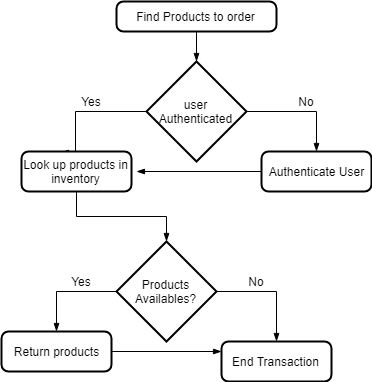 Find Products to order
user
Authenticated
Yes
No
Look up products in
inventory
Authenticate User
Products
Availables?
Yes
No
Return products
End Transaction